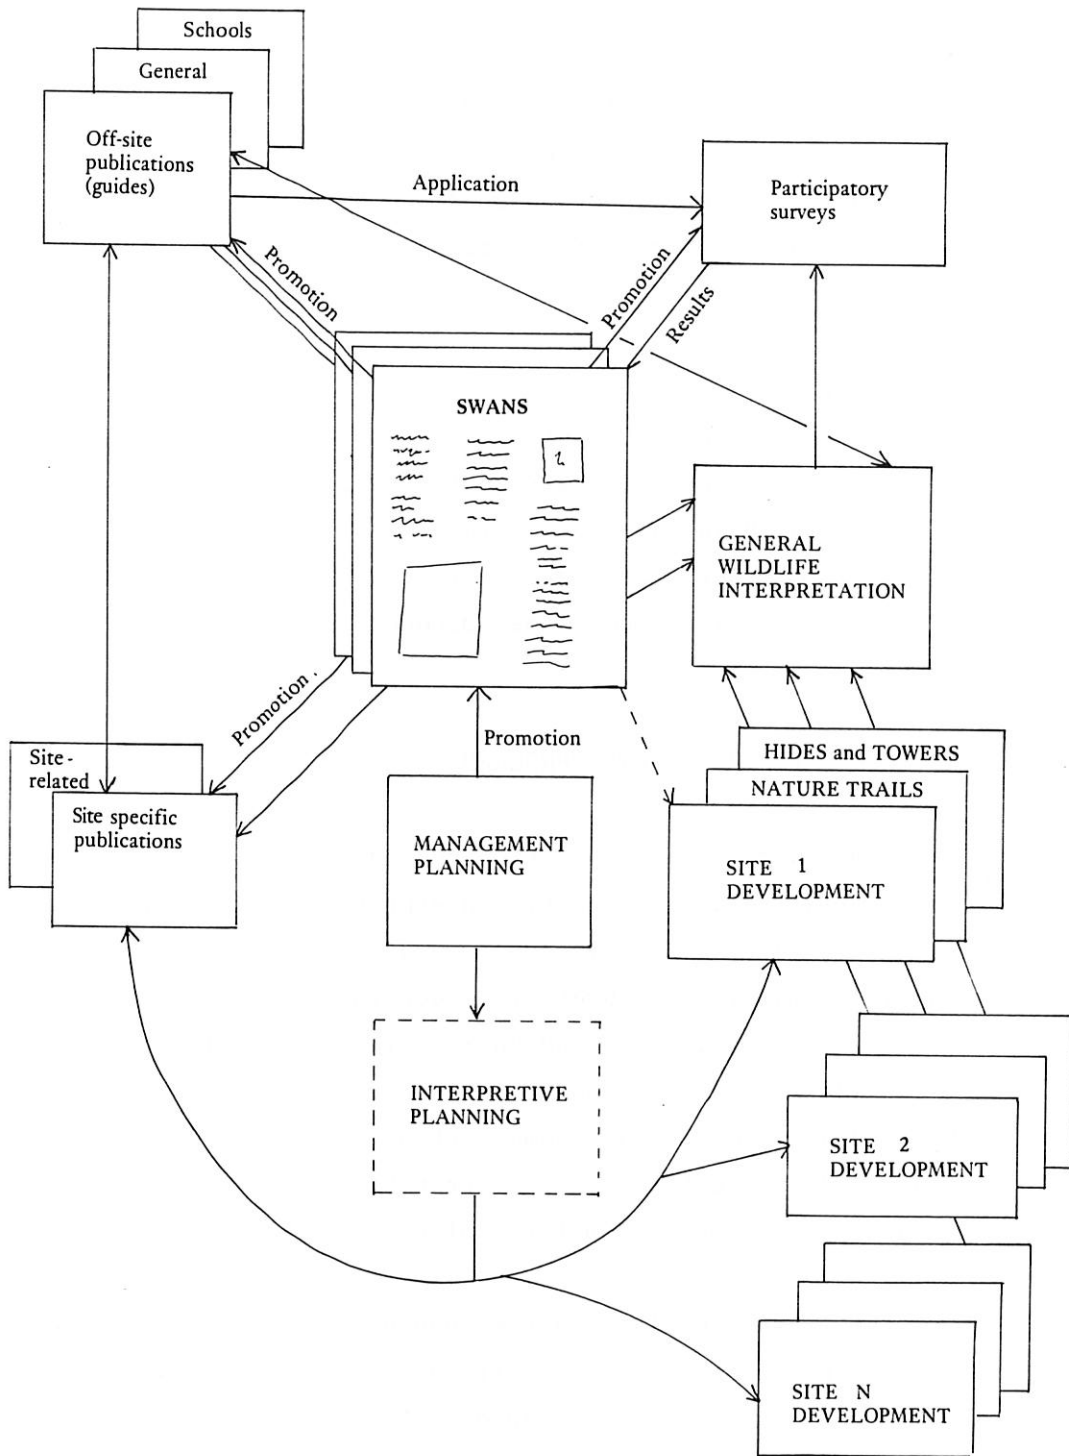 Schools
General
Off-site
publications
(guides)
Application
Participatory
surveys
Promotion
Promotion
Results
SWANS
GENERAL
WILDLIFE
INTERPRETATION
Promotion.
Promotion
HIDES and TOWERS
NATURE TRAILS
Site-
related
Site specific
publications
MANAGEMENT
PLANNING
SITE 1
DEVELOPMENT
INTERPRETIVE
PLANNING
SITE 2
DEVELOPMENT
SITE N
DEVELOPMENT